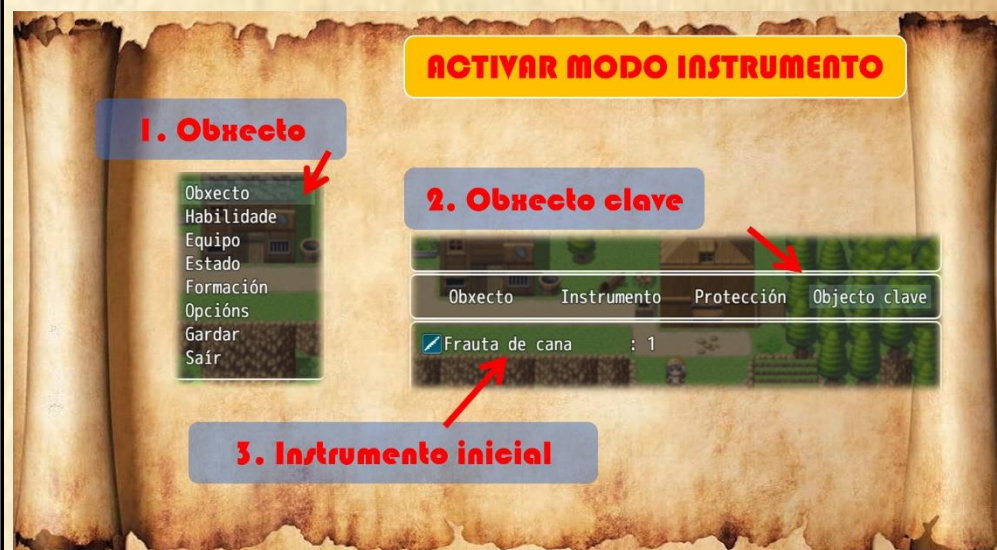 ACTIVAR MODO INSTRUMENTO
1. Obxecto
Obxecto
Habilidade
Equipo
Estado
Formación
Opcións
Gardar
Saír
2. Obxecto clave
Obxecto Instrumento Protección Objecto clave
Frauta de cana : 1
3. Instrumento inicial